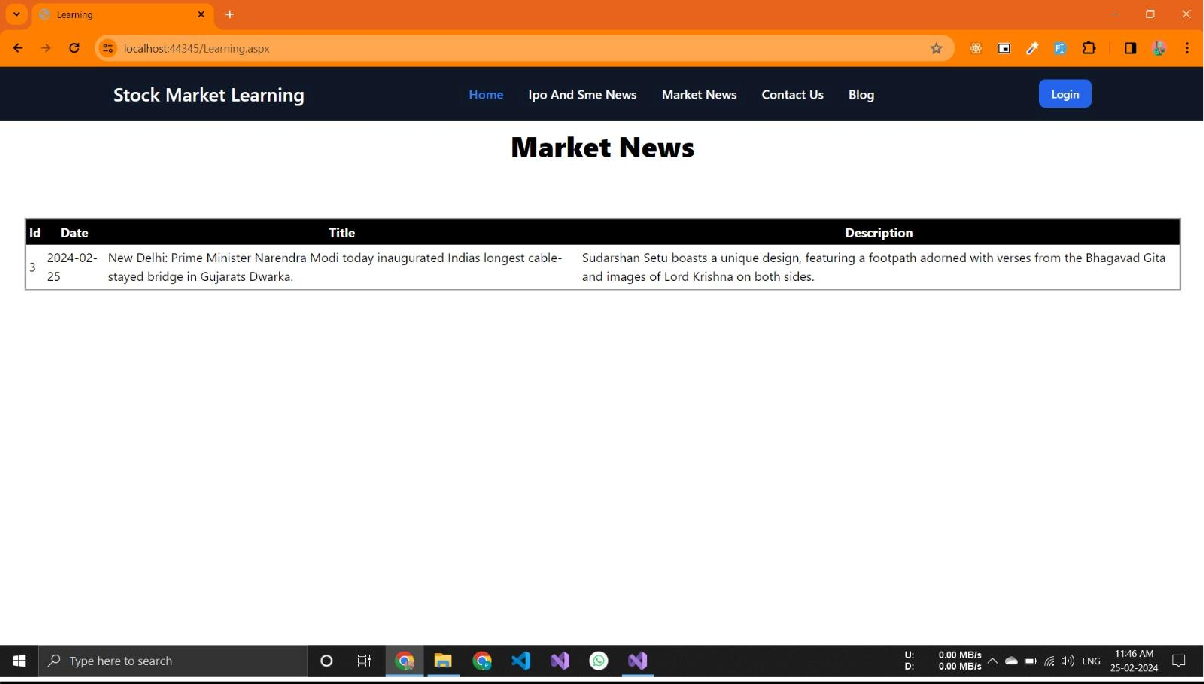 Learning
localhost:44345/Learning.aspx
Stock Market Learning
Home
Ipo And Sme News
Market News
Contact Us
Blog
Login
Market News
Id Date Title Description
3
2024-02-
25
New Delhi: Prime Minister Narendra Modi today inaugurated Indias longest cable-
stayed bridge in Gujarats Dwarka.
Sudarshan Setu boasts a unique design, featuring a footpath adorned with verses from the Bhagavad Gita
and images of Lord Krishna on both sides.
Type here to search
U: 0.00 MB/s
D: 0.00 MB/s
ENG
11:46 AM
25-02-2024